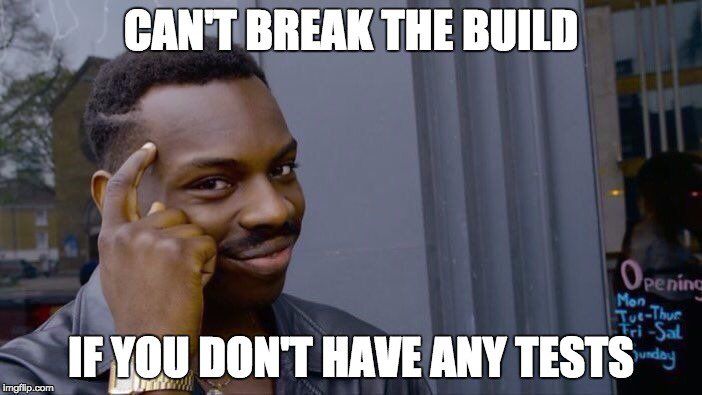 CAN'T BREAK THE BUILD
Opening
Mon
Tue-Thur
Fri-Sat
Sunday
IF YOU DON'T HAVE ANY TESTS
imgflip.com